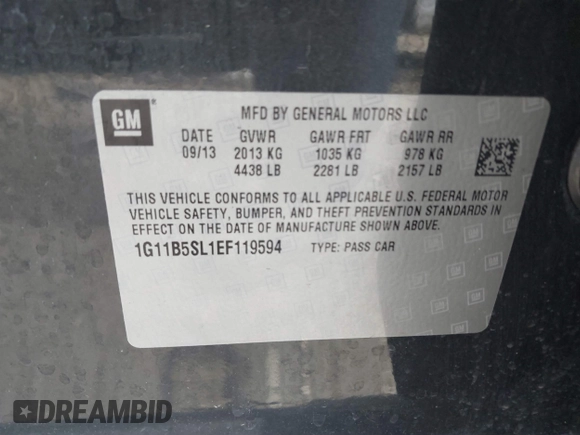 GM
MFD BY GENERAL MOTORS LLC
DATE GVWR GAWR FRT GAWR RR
09/13 2013 KG 1035 KG 978 KG
4438 LB 2281 LB 2157 LB
THIS VEHICLE CONFORMS TO ALL APPLICABLE U.S. FEDERAL MOTOR
VEHICLE SAFETY, BUMPER, AND THEFT PREVENTION STANDARDS IN
EFFECT ON THE DATE OF MANUFACTURE SHOWN ABOVE.
1G11B5SL1EF119594 TYPE: PASS CAR
DREAMBID